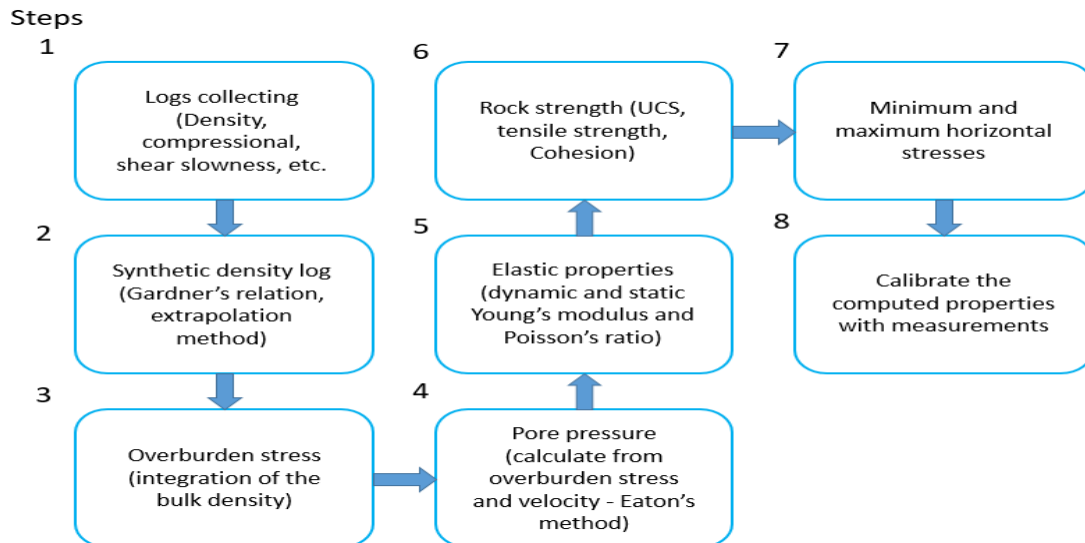 Steps
1
Logs collecting
(Density,
compressional,
shear slowness, etc.
2
Synthetic density log
(Gardner's relation,
extrapolation
method)
3
Overburden stress
(integration of the
bulk density)
4
Pore pressure
(calculate from
overburden stress
and velocity - Eaton's
method)
5
Elastic properties
(dynamic and static
Young's modulus and
Poisson's ratio)
6
Rock strength (UCS,
tensile strength,
Cohesion)
7
Minimum and
maximum horizontal
stresses
8
Calibrate the
computed properties
with measurements